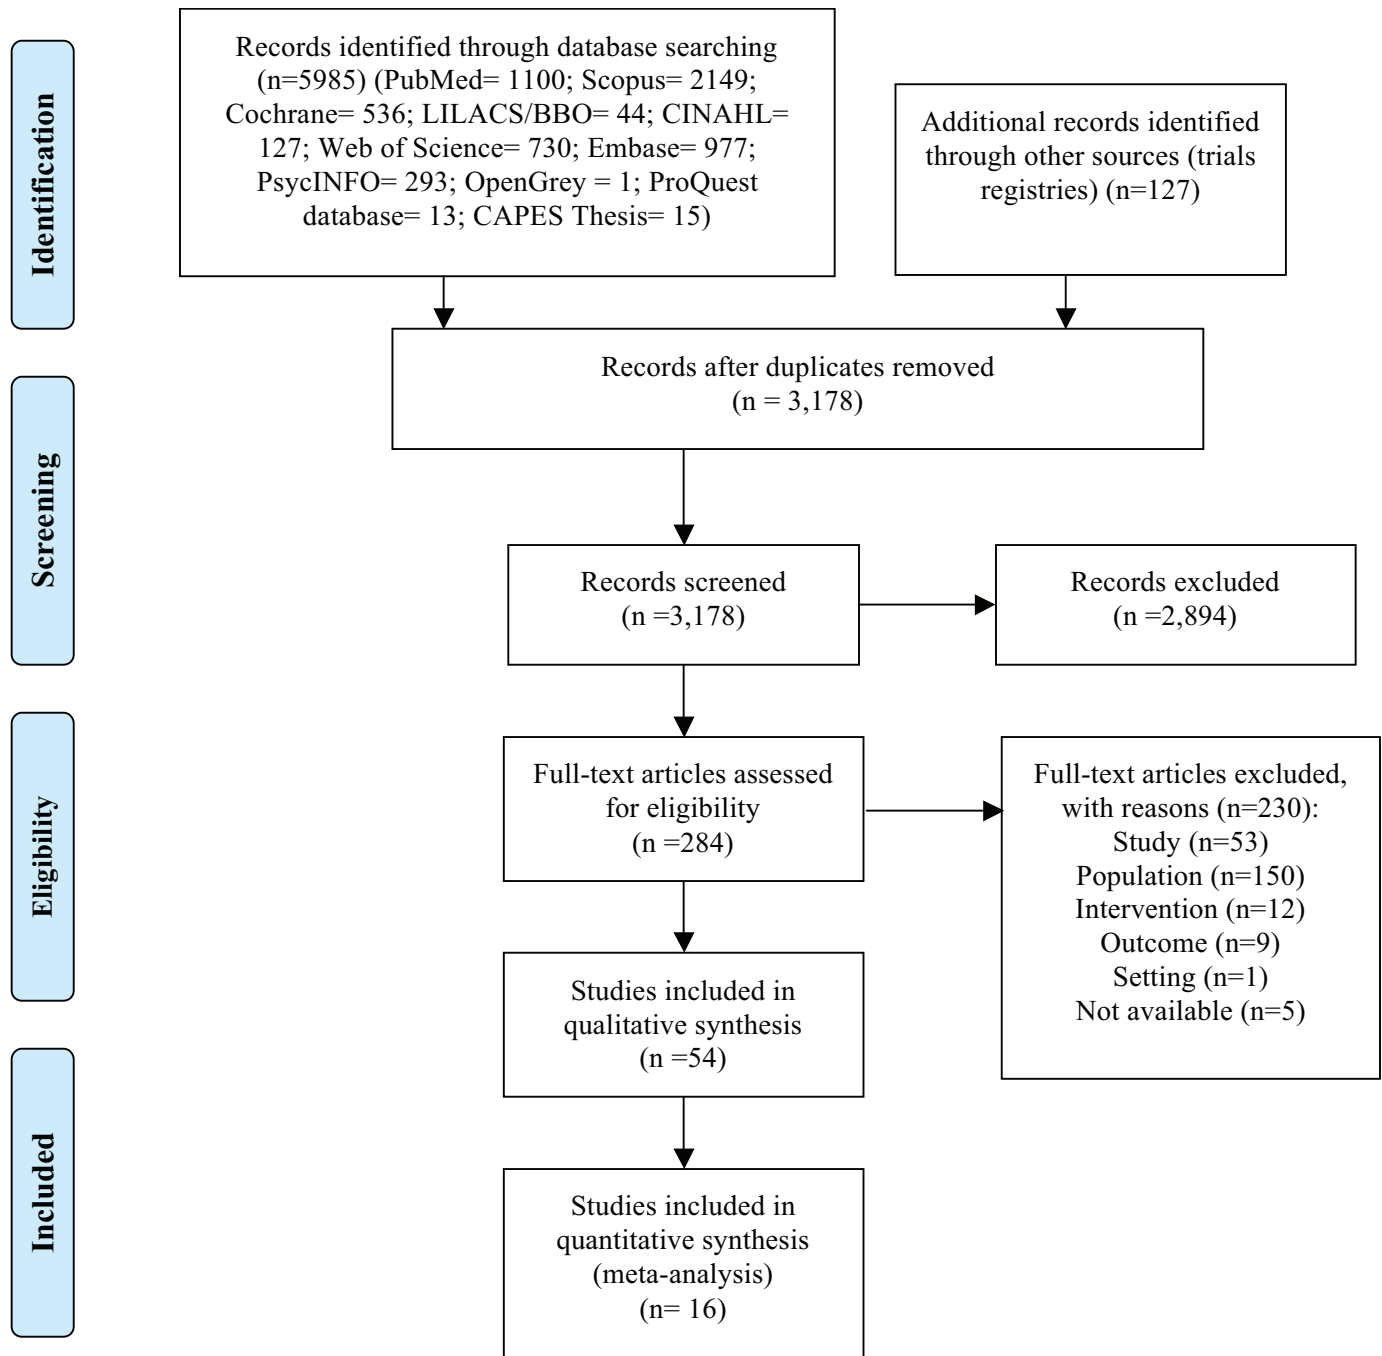 Identification
Records identified through database searching
(n=5985) (PubMed= 1100; Scopus= 2149;
Cochrane= 536; LILACS/BBO= 44; CINAHL=
127; Web of Science= 730; Embase= 977;
PsycINFO= 293; OpenGrey = 1; ProQuest
database= 13; CAPES Thesis= 15)
Additional records identified
through other sources (trials
registries) (n=127)
Records after duplicates removed
(n = 3,178)
Screening
Records screened
(n =3,178)
Records excluded
(n =2,894)
Eligibility
Full-text articles assessed
for eligibility
(n =284)
Full-text articles excluded,
with reasons (n=230):
Study (n=53)
Population (n=150)
Intervention (n=12)
Outcome (n=9)
Setting (n=1)
Not available (n=5)
Studies included in
qualitative synthesis
(n =54)
Included
Studies included in
quantitative synthesis
(meta-analysis)
(n= 16)